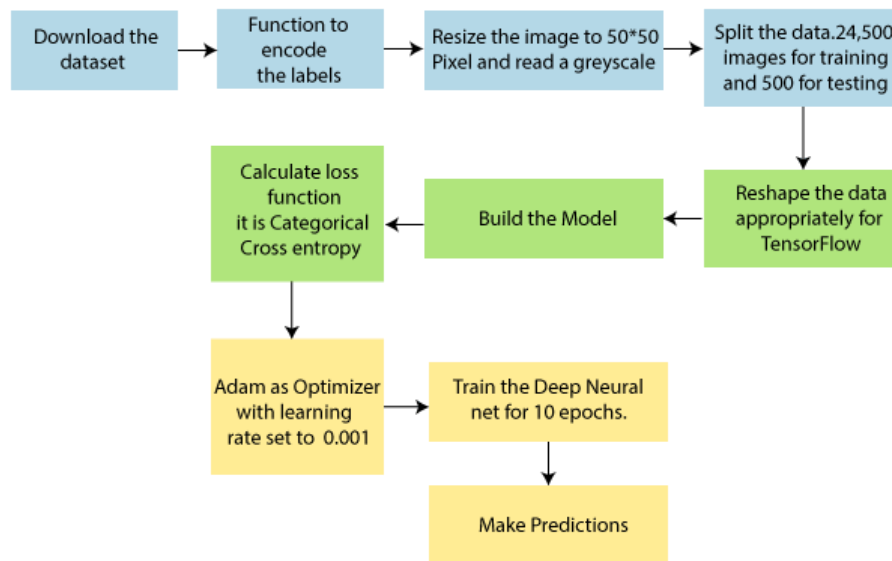 Download the
dataset
Function to
encode
the labels
Resize the image to 50*50
Pixel and read a greyscale
Split the data.24,500
images for training
and 500 for testing
Reshape the data
appropriately for
TensorFlow
Build the Model
Calculate loss
function
it is Categorical
Cross entropy
Adam as Optimizer
with learning
rate set to 0.001
Train the Deep Neural
net for 10 epochs.
Make Predictions